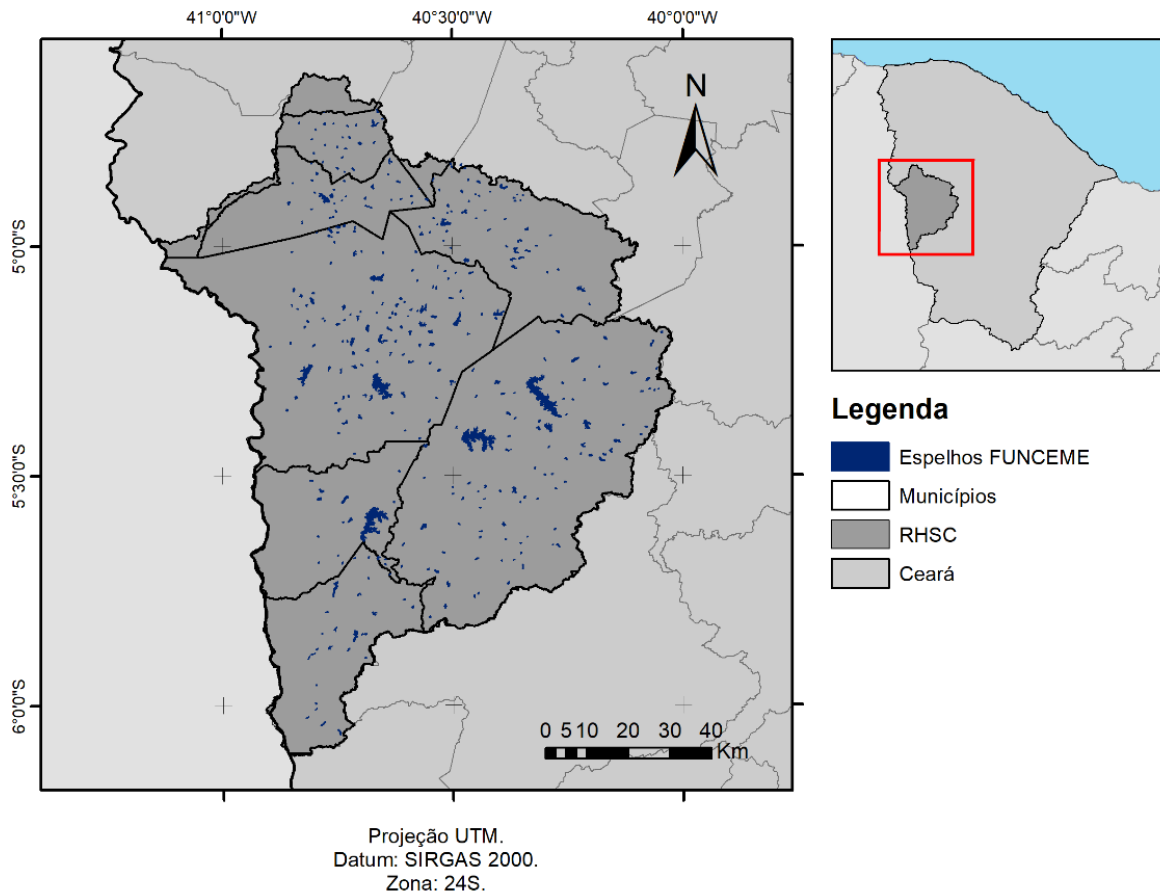 41°0'0"W 40°30'0"W 40°0'0"W
N
5°0'0"S
5°30'0"S
6°0'0"S
0 5 10 20 30 40
Km
Legenda
Espelhos FUNCEME
Municípios
RHSC
Ceará
Projeção UTM.
Datum: SIRGAS 2000.
Zona: 24S.